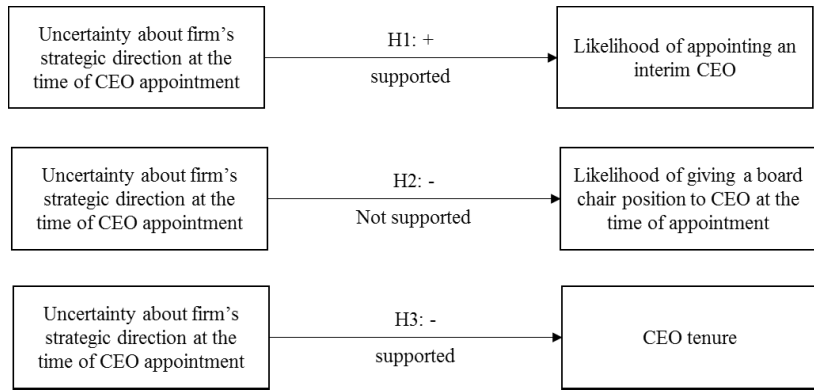 Uncertainty about firm's
strategic direction at the
time of CEO appointment
H1: +
supported
Likelihood of appointing an
interim CEO
Uncertainty about firm's
strategic direction at the
time of CEO appointment
H2: -
Not supported
Likelihood of giving a board
chair position to CEO at the
time of appointment
Uncertainty about firm's
strategic direction at the
time of CEO appointment
H3: -
supported
CEO tenure